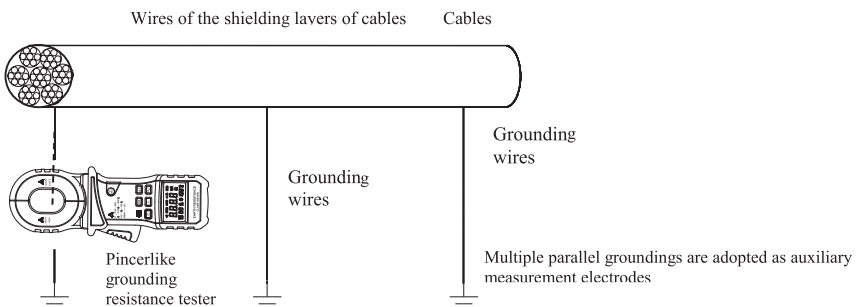 Wires of the shielding lavers of cables
Cables
Grounding
wires
Grounding
wires
Pincerlike
grounding
resistance tester
Multiple parallel groundings are adopted as auxiliary
measurement electrodes